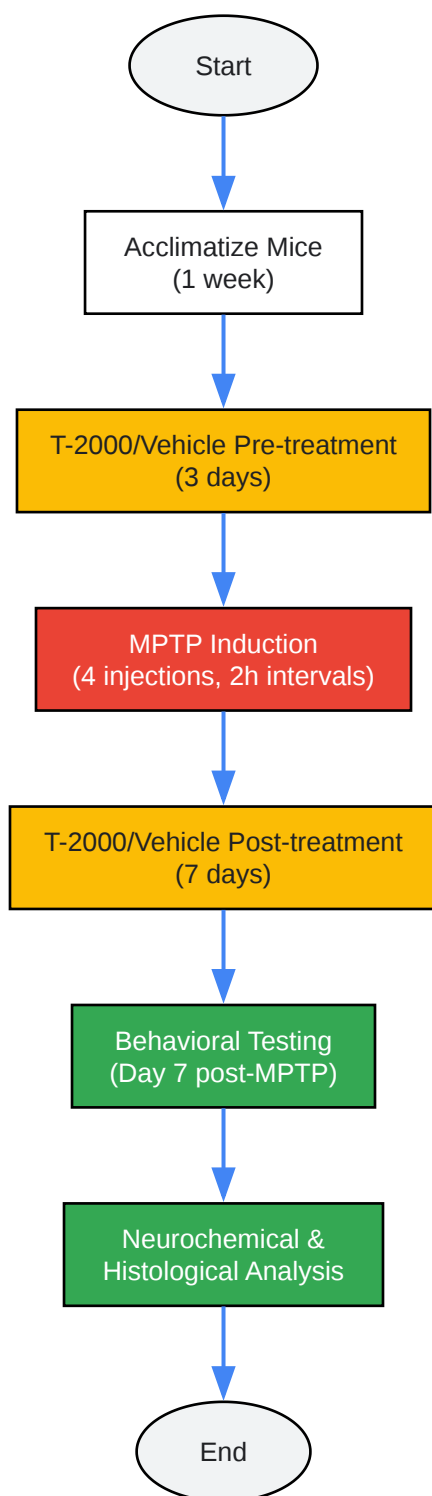 Start
Acclimatize Mice
(1 week)
T-2000/Vehicle Pre-treatment
(3 days)
MPTP Induction
(4 injections, 2h intervals)
T-2000/Vehicle Post-treatment
(7 days)
Behavioral Testing
(Day 7 post-MPTP)
Neurochemical &
Histological Analysis
End